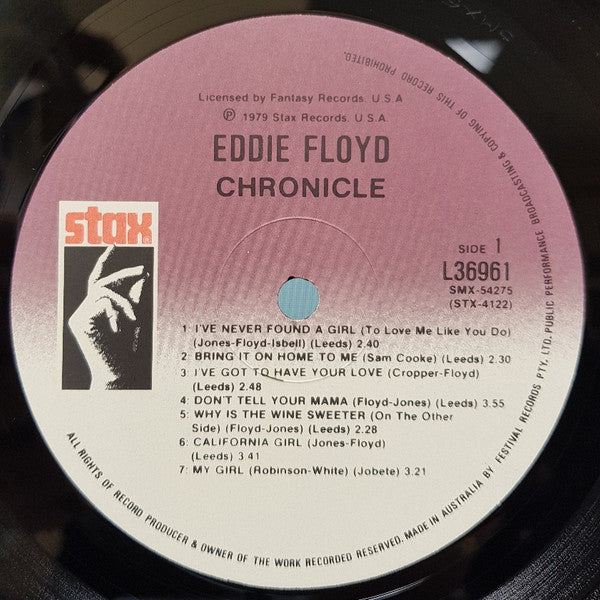 Licensed by Fantasy Records, U.S.A
℗ 1979 Stax Records, U.S.A
EDDIE FLOYD
CHRONICLE
stax
SIDE 1
L36961
SMX-54275
(STX-4122)
1: I'VE NEVER FOUND A GIRL (To Love Me Like You Do)
(Jones-Floyd-Isbell) (Leeds) 2.40
2: BRING IT ON HOME TO ME (Sam Cooke) (Leeds) 2.30
3: I'VE GOT TO HAVE YOUR LOVE (Cropper-Floyd)
(Leeds) 2.48
4: DON'T TELL YOUR MAMA (Floyd-Jones) (Leeds) 3.55
5: WHY IS THE WINE SWEETER (On The Other
Side) (Floyd-Jones) (Leeds) 2.28
6: CALIFORNIA GIRL (Jones-Floyd)
(Leeds) 3.41
7: MY GIRL (Robinson-White) (Jobete) 3.21
ALL RIGHTS OF RECORD PRODUCER & OWNER OF THE WORK RECORDED RESERVED. MADE IN AUSTRALIA BY FESTIVAL RECORDS PTY. LTD. PUBLIC PERFORMANCE BROADCASTING & COPYING OF THIS RECORD PROHIBITED.